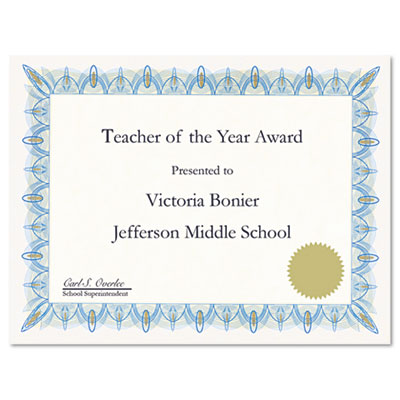 Teacher of the Year Award
Presented to
Victoria Bonier
Jefferson Middle School
Carl S. Overlee
School Superintendent